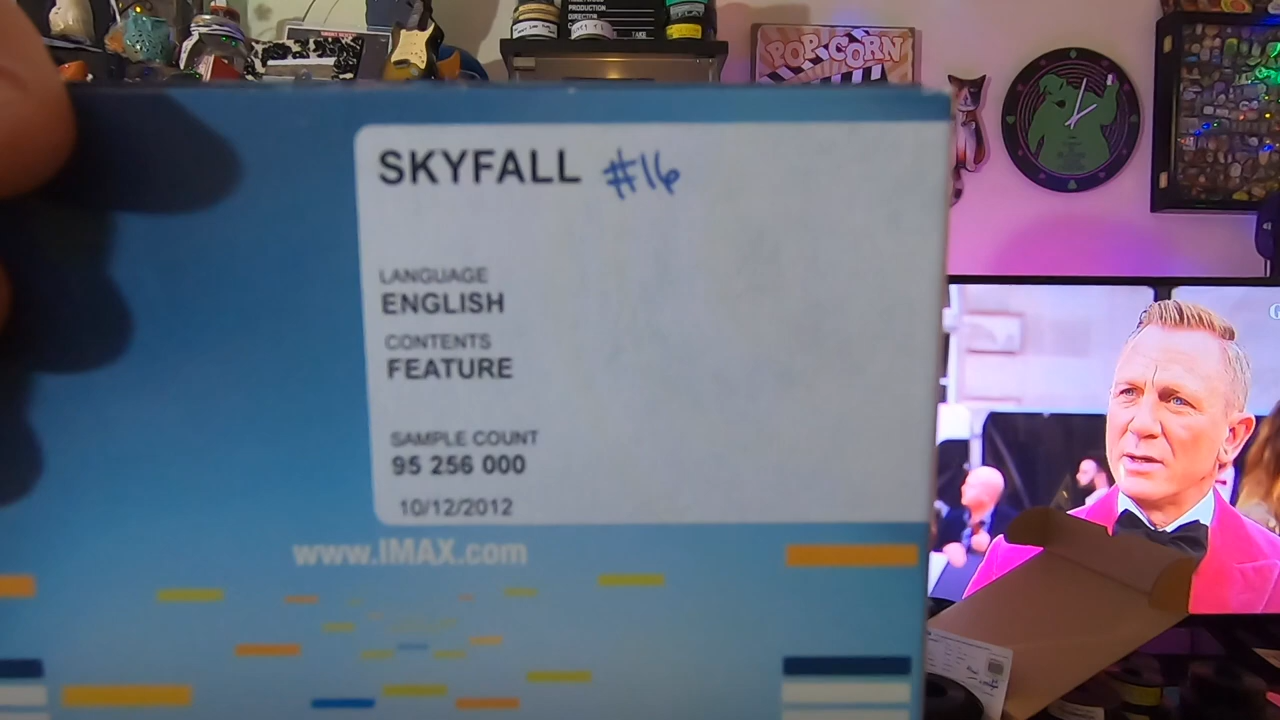 PRODUCTION
DIRECTOR
TAKE
POP-CORN
SKYFALL #16
LANGUAGE
ENGLISH
CONTENTS
FEATURE
SAMPLE COUNT
95 256 000
10/12/2012
www.IMAX.com
G